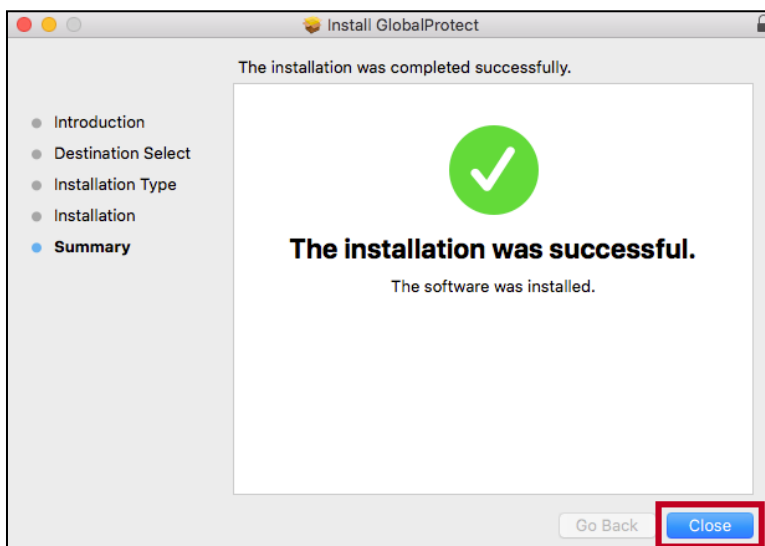 Install GlobalProtect
The installation was completed successfully.
Introduction
Destination Select
Installation Type
Installation
Summary
The installation was successful.
The software was installed.
Go Back
Close